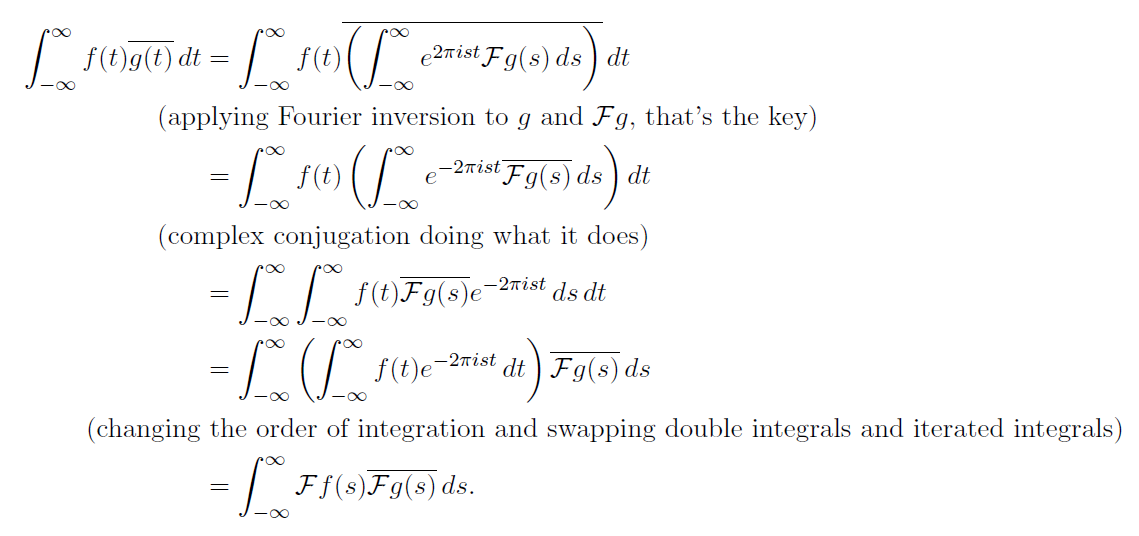 ∫_{−∞}^{∞} f(t)\overline{g(t)} dt = ∫_{−∞}^{∞} f(t) \overline{( ∫_{−∞}^{∞} e^{2πist} ℱg(s) ds )} dt
(applying Fourier inversion to g and ℱg, that’s the key)
= ∫_{−∞}^{∞} f(t) ( ∫_{−∞}^{∞} e^{−2πist} \overline{ℱg(s)} ds ) dt
(complex conjugation doing what it does)
= ∫_{−∞}^{∞} ∫_{−∞}^{∞} f(t)\overline{ℱg(s)}e^{−2πist} ds dt
= ∫_{−∞}^{∞} ( ∫_{−∞}^{∞} f(t)e^{−2πist} dt ) \overline{ℱg(s)} ds
(changing the order of integration and swapping double integrals and iterated integrals)
= ∫_{−∞}^{∞} ℱf(s)\overline{ℱg(s)} ds.